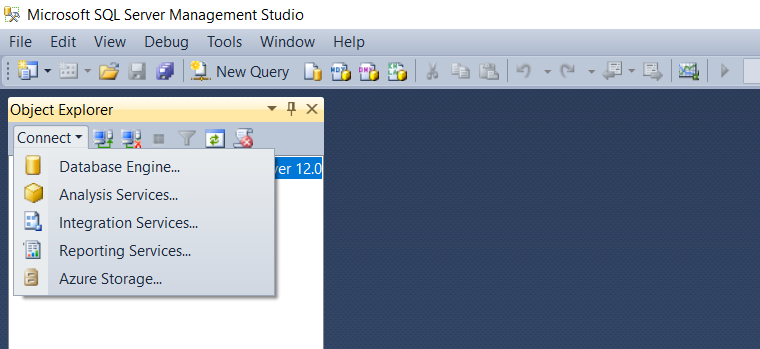 Microsoft SQL Server Management Studio
File Edit View Debug Tools Window Help
New Query
Object Explorer
Connect
12.0
Database Engine...
Analysis Services...
Integration Services...
Reporting Services...
Azure Storage...